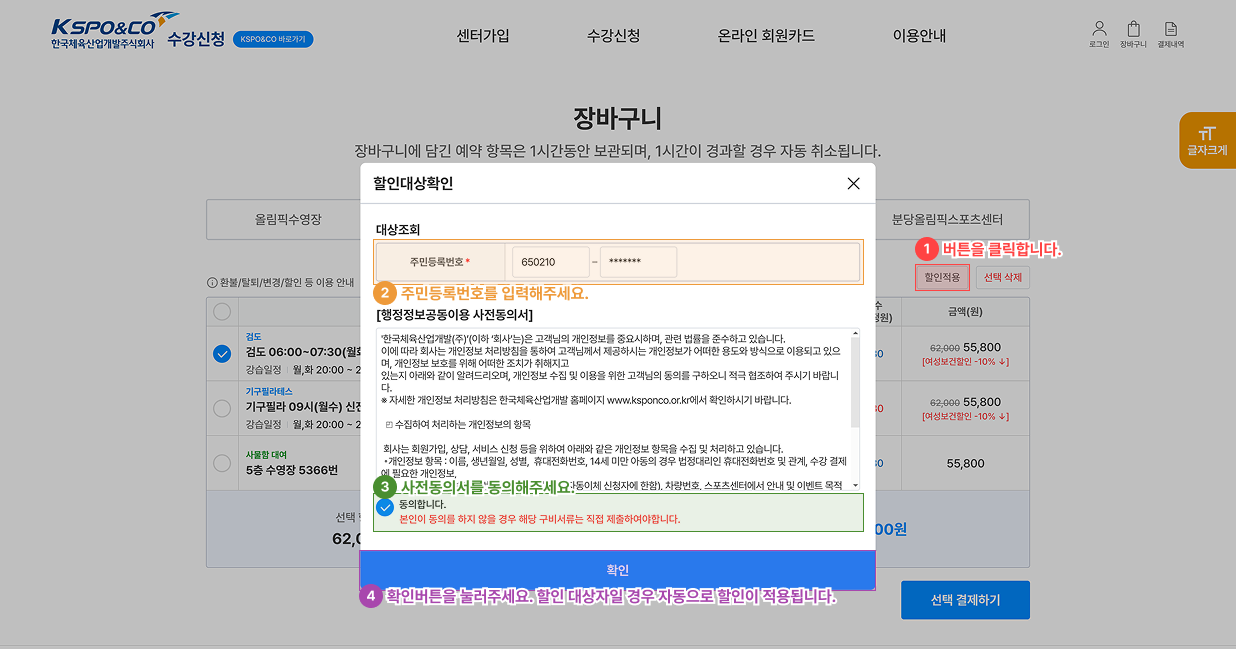 KSPO&CO
한국체육산업개발주식회사
수강신청
KSPO&CO 바로가기
센터가입
수강신청
온라인 회원카드
이용안내
로그인
장바구니
결제내역
장바구니
장바구니에 담긴 예약 항목은 1시간동안 보관되며, 1시간이 경과할 경우 자동 취소됩니다.
글자크게
올림픽수영장
분당올림픽스포츠센터
1 버튼을 클릭합니다.
환불/탈퇴/변경/할인 등 이용 안내
할인적용
선택 삭제
금액(원)
검도
검도 06:00~07:30(월화
강습일정 월,화 20:00 ~ 2
62,000 55,800
[여성보건할인 -10% ↓]
기구필라테스
기구필라 09시(월수) 신전
강습일정 월,화 20:00 ~ 2
62,000 55,800
[여성보건할인 -10% ↓]
사물함 대여
5층 수영장 5366번
55,800
선택
62,0
00원
선택 결제하기
할인대상확인
대상조회
주민등록번호 *
650210
–
*******
2 주민등록번호를 입력해주세요.
[행정정보공동이용 사전동의서]
'한국체육산업개발(주)'(이하 '회사'는)은 고객님의 개인정보를 중요시하며, 관련 법률을 준수하고 있습니다.
이에 따라 회사는 개인정보 처리방침을 통하여 고객님께서 제공하시는 개인정보가 어떠한 용도와 방식으로 이용되고 있으
며, 개인정보 보호를 위해 어떠한 조치가 취해지고
있는지 아래와 같이 알려드리오며, 개인정보 수집 및 이용을 위한 고객님의 동의를 구하오니 적극 협조하여 주시기 바랍니
다.
※ 자세한 개인정보 처리방침은 한국체육산업개발 홈페이지 www.ksponco.or.kr에서 확인하시기 바랍니다.
수집하여 처리하는 개인정보의 항목
회사는 회원가입, 상담, 서비스 신청 등을 위하여 아래와 같은 개인정보 항목을 수집 및 처리하고 있습니다.
•개인정보 항목 : 이름, 생년월일, 성별, 휴대전화번호, 14세 미만 아동의 경우 법정대리인 휴대전화번호 및 관계, 수강 결제
에 필요한 개인정보,
동이체 신청자에 한함), 차량번호, 스포츠센터에서 안내 및 이벤트 목적
3 사전동의서를 동의해주세요.
동의합니다.
본인이 동의를 하지 않을 경우 해당 구비서류는 직접 제출하여야합니다.
확인
4 확인버튼을 눌러주세요. 할인 대상자일 경우 자동으로 할인이 적용됩니다.